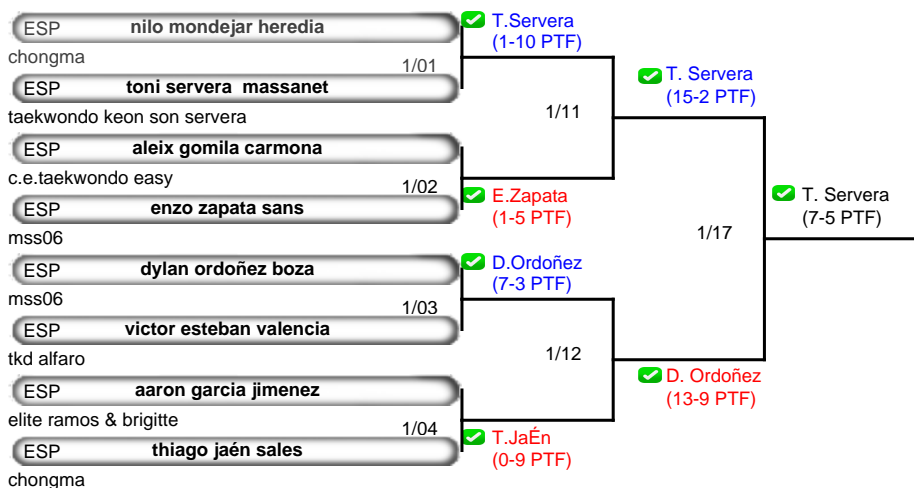 ESP nilo mondejar heredia
chongma
1/01
ESP toni servera massanet
taekwondo keon son servera
ESP aleix gomila carmona
c.e.taekwondo easy
1/02
ESP enzo zapata sans
mss06
ESP dylan ordoñez boza
mss06
1/03
ESP victor esteban valencia
tkd alfaro
ESP aaron garcia jimenez
elite ramos & brigitte
1/04
ESP thiago jaén sales
chongma
T.Servera
(1-10 PTF)
1/11
E.Zapata
(1-5 PTF)
D.Ordoñez
(7-3 PTF)
1/12
T.JaÉn
(0-9 PTF)
T. Servera
(15-2 PTF)
1/17
D. Ordoñez
(13-9 PTF)
T. Servera
(7-5 PTF)